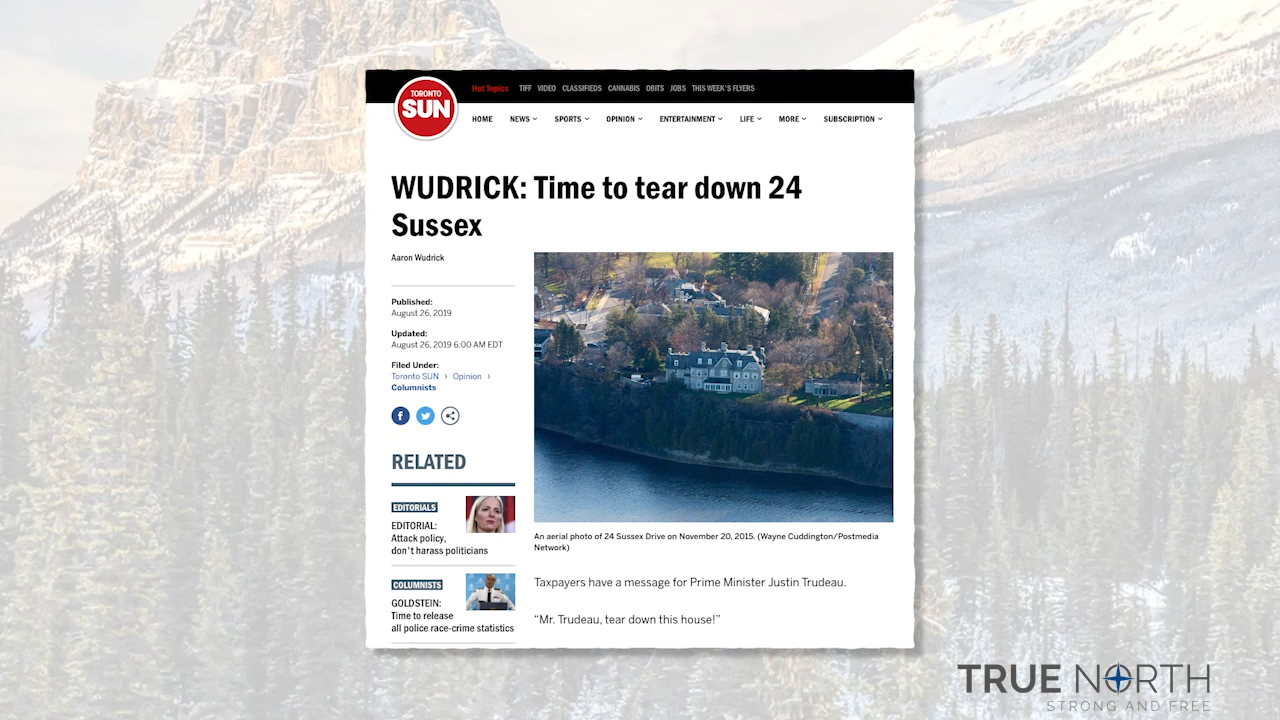 TORONTO
SUN
Hot Topics TIFF VIDEO CLASSIFIEDS CANNABIS OBITS JOBS THIS WEEK'S FLYERS
HOME NEWS SPORTS OPINION ENTERTAINMENT LIFE MORE SUBSCRIPTION
WUDRICK: Time to tear down 24
Sussex
Aaron Wudrick
Published:
August 26, 2019
Updated:
August 26, 2019 6:00 AM EDT
Filed Under:
Toronto SUN › Opinion ›
Columnists
RELATED
EDITORIALS
EDITORIAL:
Attack policy,
don't harass politicians
COLUMNISTS
GOLDSTEIN:
Time to release
all police race-crime statistics
An aerial photo of 24 Sussex Drive on November 20, 2015. (Wayne Cuddington/Postmedia
Network)
Taxpayers have a message for Prime Minister Justin Trudeau.
“Mr. Trudeau, tear down this house!”
TRUE NORTH
STRONG AND FREE